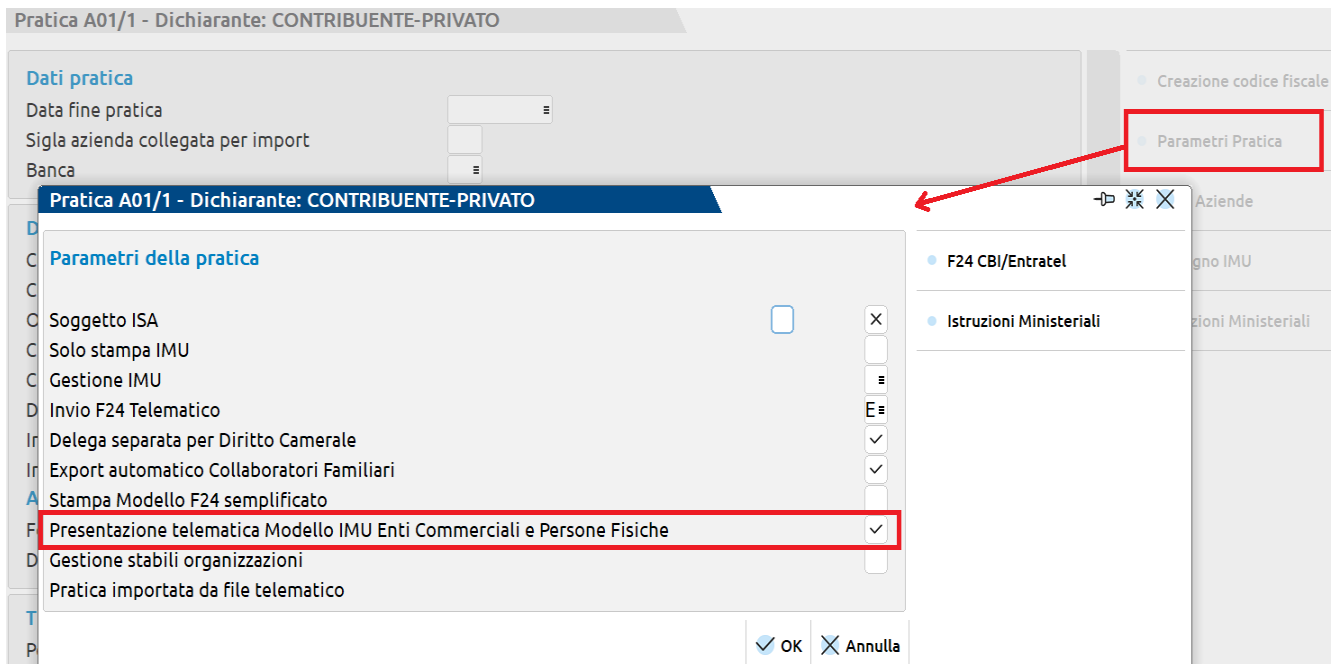 Pratica A01/1 - Dichiarante: CONTRIBUENTE-PRIVATO
Dati pratica
Data fine pratica
Sigla azienda collegata per import
Banca
Creazione codice fiscale
Parametri Pratica
Aziende
gno IMU
zioni Ministeriali
Pratica A01/1 - Dichiarante: CONTRIBUENTE-PRIVATO
Parametri della pratica
Soggetto ISA
Solo stampa IMU
Gestione IMU
Invio F24 Telematico E
Delega separata per Diritto Camerale
Export automatico Collaboratori Familiari
Stampa Modello F24 semplificato
Presentazione telematica Modello IMU Enti Commerciali e Persone Fisiche
Gestione stabili organizzazioni
Pratica importata da file telematico
F24 CBI/Entratel
Istruzioni Ministeriali
OK Annulla